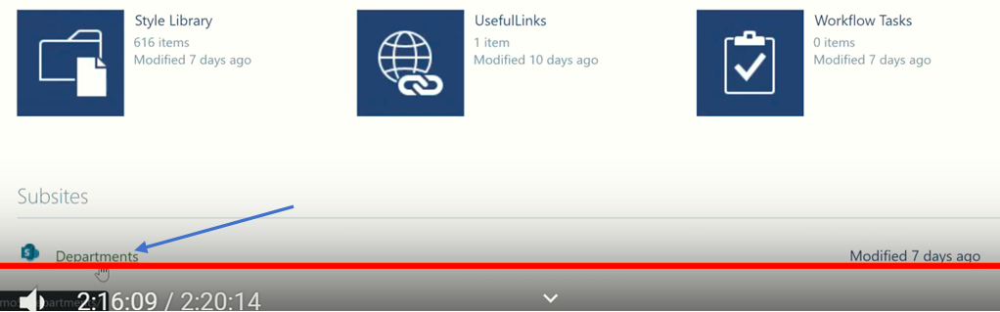 Style Library
616 items
Modified 7 days ago
UsefulLinks
1 item
Modified 10 days ago
Workflow Tasks
0 items
Modified 7 days ago
Subsites
Departments
Modified 7 days ago
2:16:09 / 2:20:14